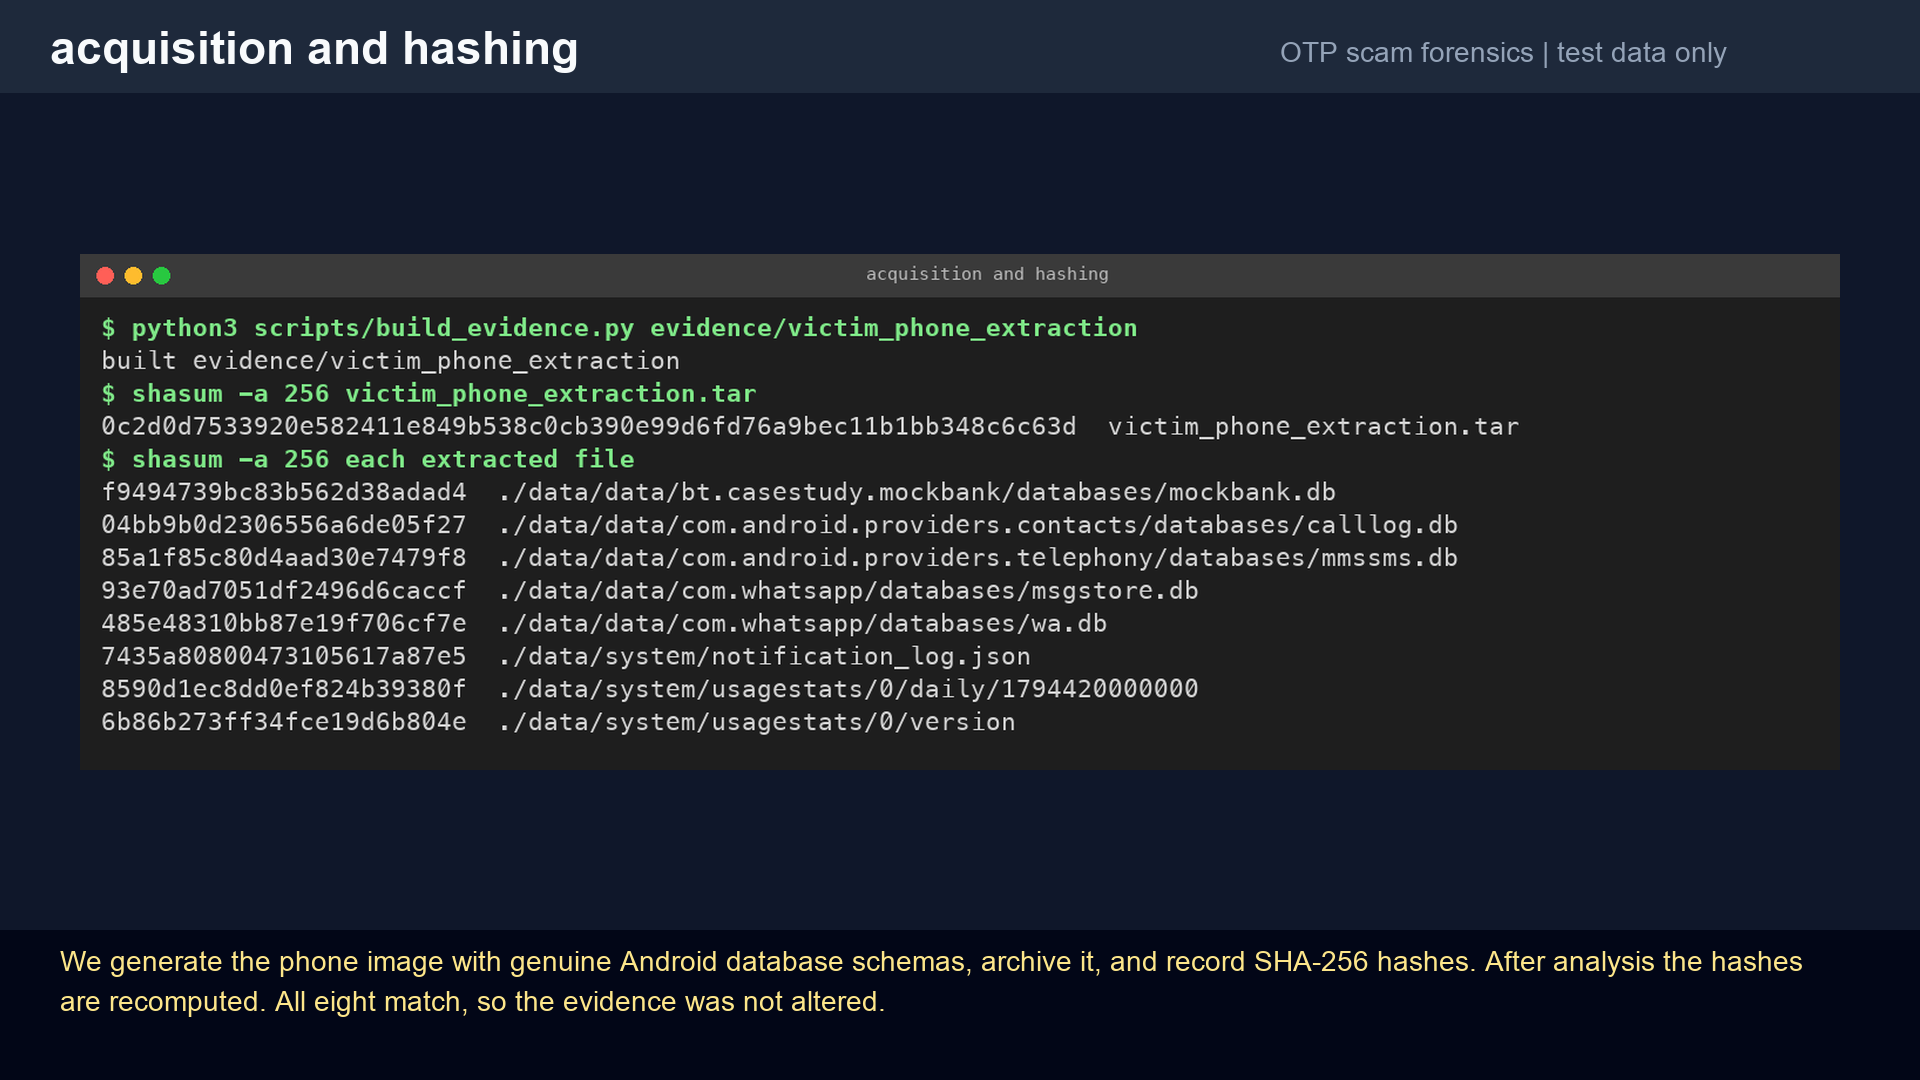 acquisition and hashing
OTP scam forensics | test data only
acquisition and hashing
$ python3 scripts/build_evidence.py evidence/victim_phone_extraction
built evidence/victim_phone_extraction
$ shasum −a 256 victim_phone_extraction.tar
0c2d0d7533920e582411e849b538c0cb390e99d6fd76a9bec11b1bb348c6c63d  victim_phone_extraction.tar
$ shasum −a 256 each extracted file
f9494739bc83b562d38adad4  ./data/data/bt.casestudy.mockbank/databases/mockbank.db
04bb9b0d2306556a6de05f27  ./data/data/com.android.providers.contacts/databases/calllog.db
85a1f85c80d4aad30e7479f8  ./data/data/com.android.providers.telephony/databases/mmssms.db
93e70ad7051df2496d6caccf  ./data/data/com.whatsapp/databases/msgstore.db
485e48310bb87e19f706cf7e  ./data/data/com.whatsapp/databases/wa.db
7435a80800473105617a87e5  ./data/system/notification_log.json
8590d1ec8dd0ef824b39380f  ./data/system/usagestats/0/daily/1794420000000
6b86b273ff34fce19d6b804e  ./data/system/usagestats/0/version
We generate the phone image with genuine Android database schemas, archive it, and record SHA-256 hashes. After analysis the hashes
are recomputed. All eight match, so the evidence was not altered.